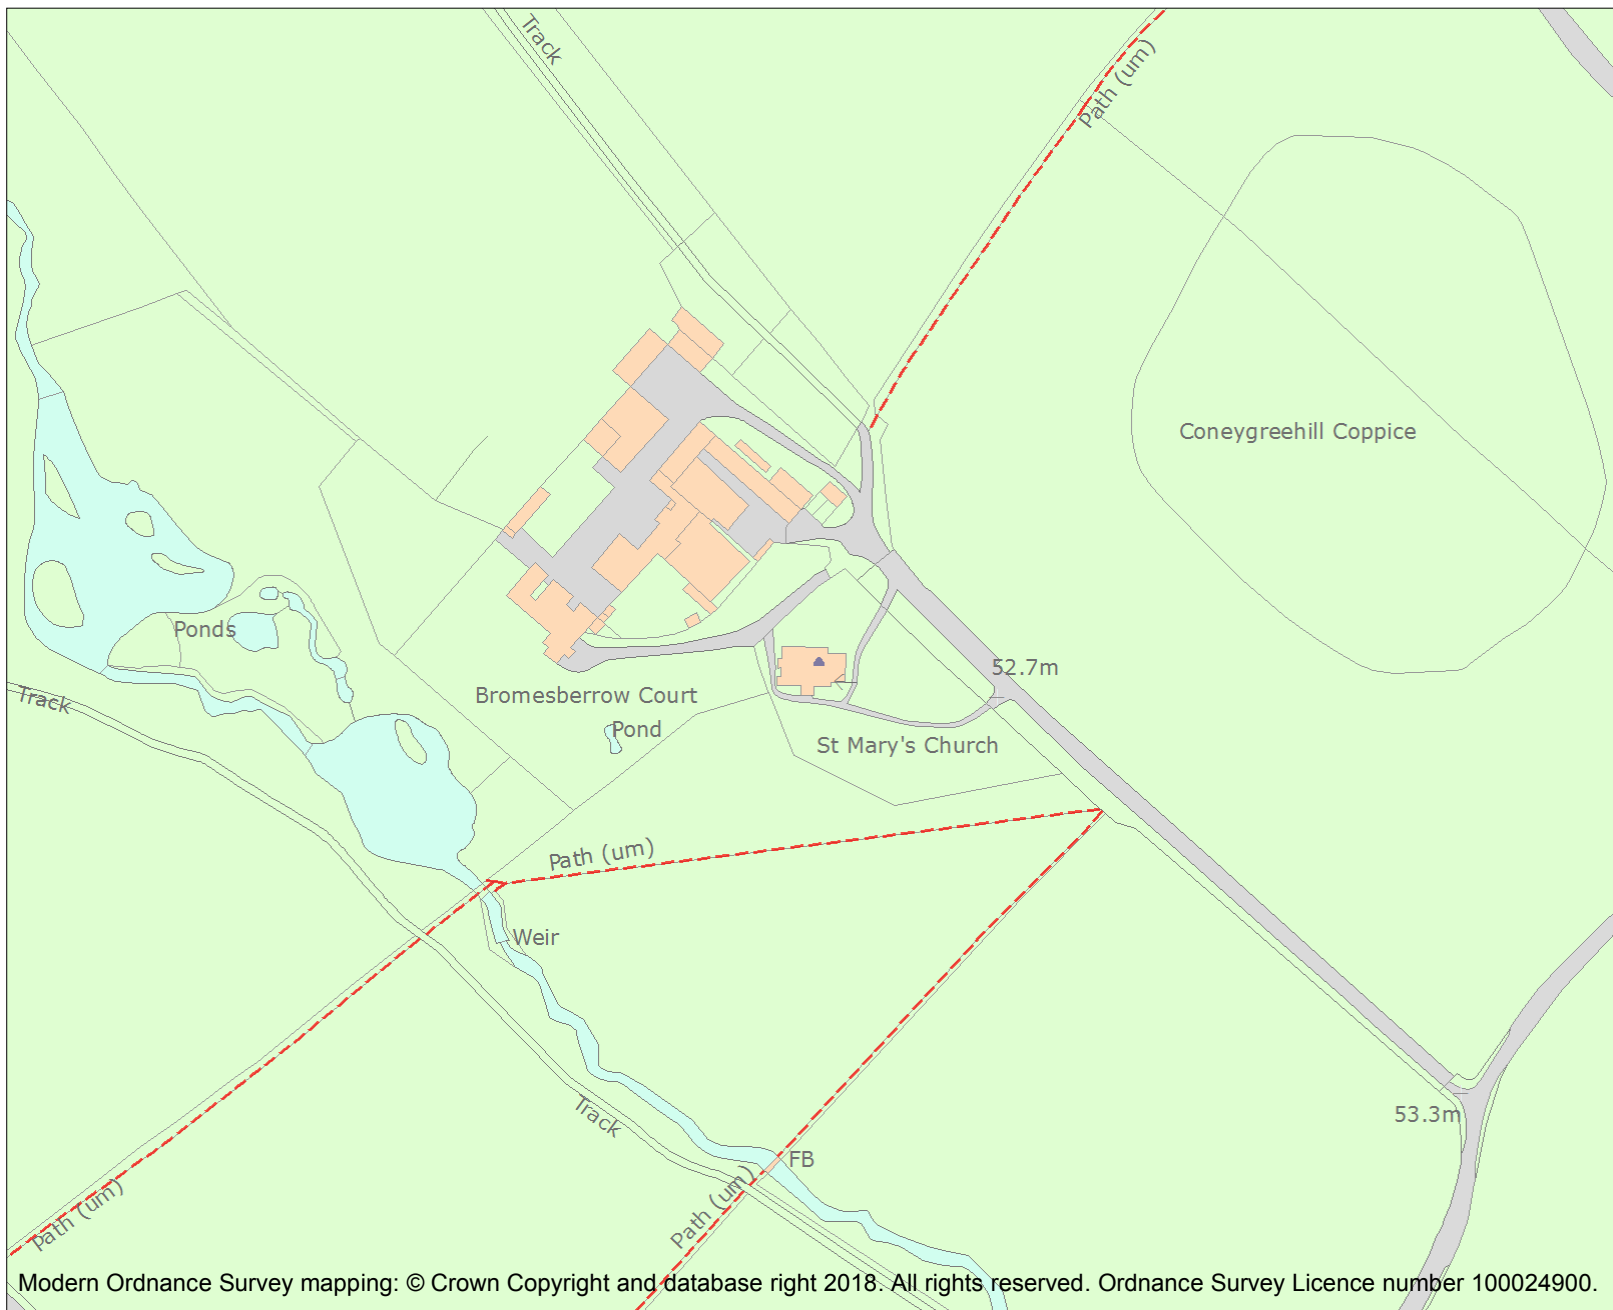 Track
Path (um)
Coneygreehill Coppice
Ponds
52.7m
Track
Bromesberrow Court
Pond
St Mary's Church
Path (um)
Weir
53.3m
Track
FB
Path (um)
Path (um)
Modern Ordnance Survey mapping: © Crown Copyright and database right 2018. All rights reserved. Ordnance Survey Licence number 100024900.